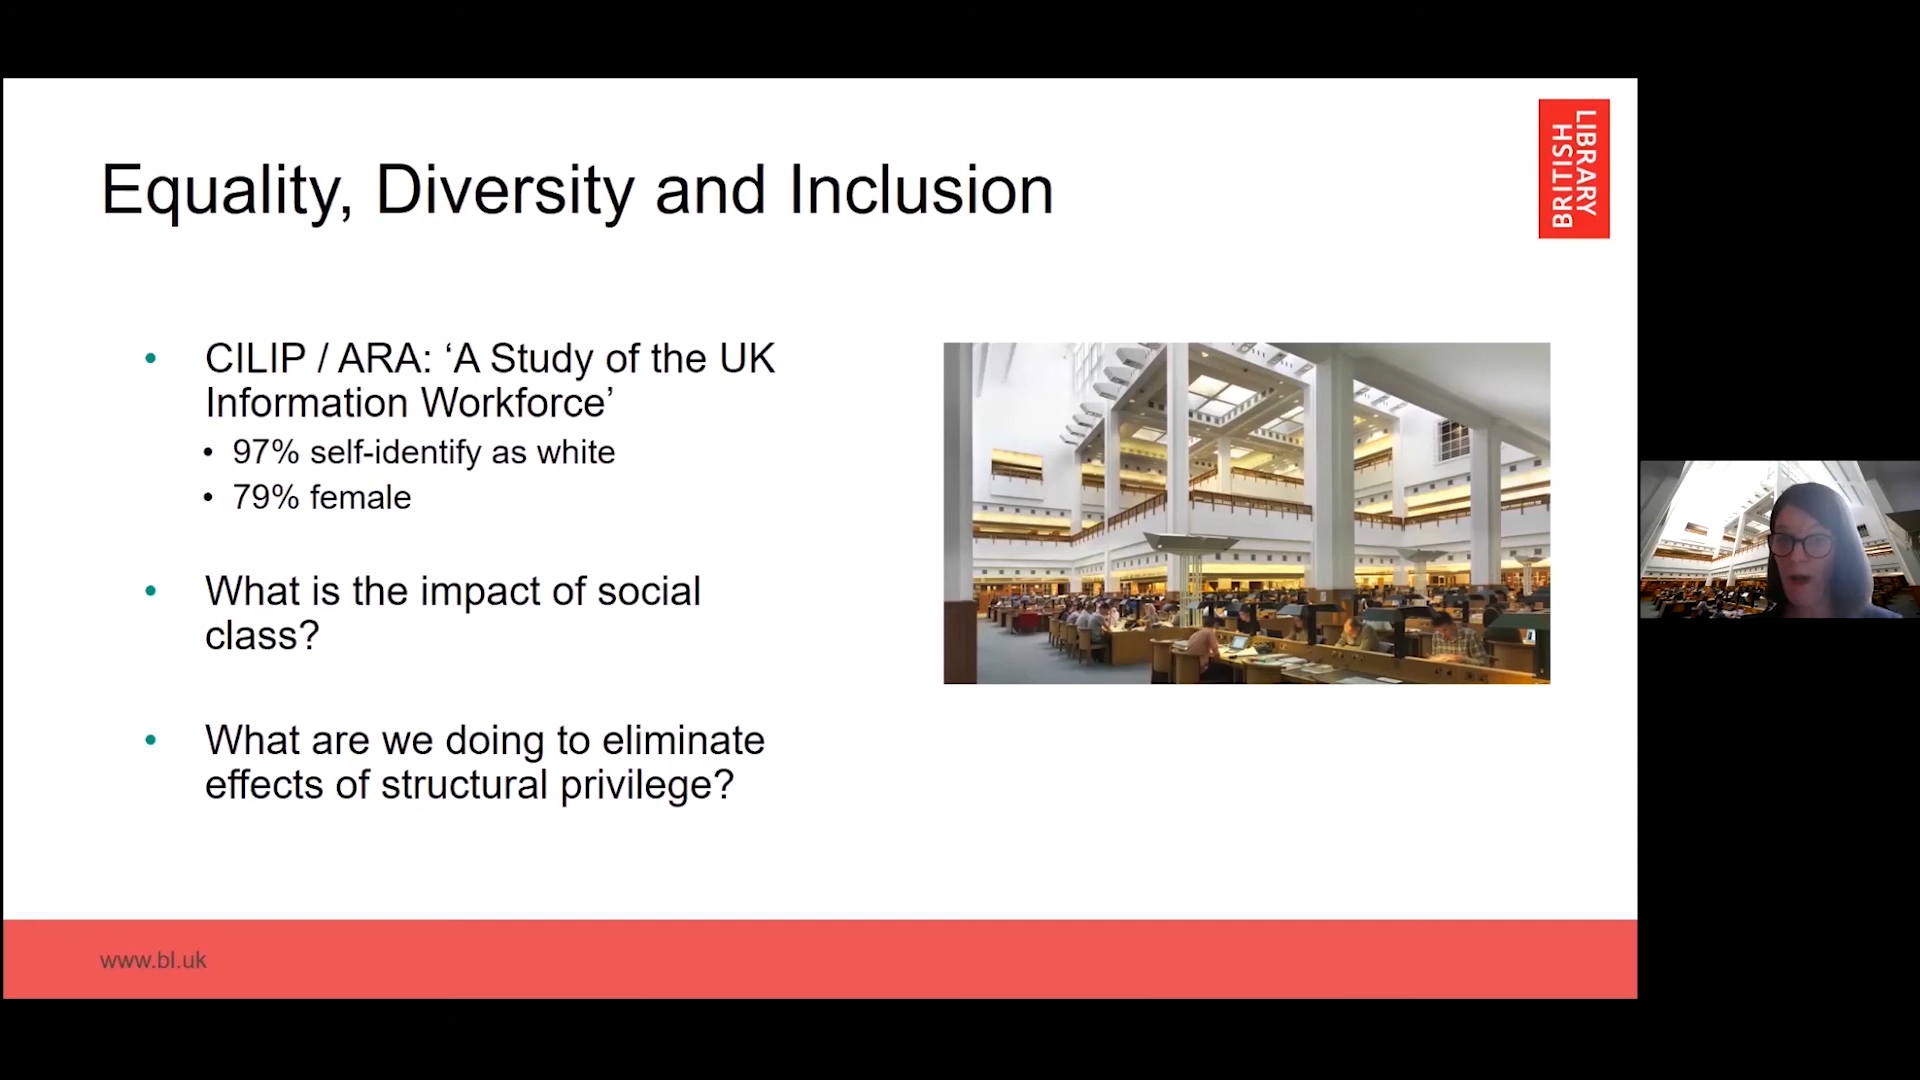 Equality, Diversity and Inclusion
BRITISH
LIBRARY
• CILIP / ARA: ‘A Study of the UK
Information Workforce’
• 97% self-identify as white
• 79% female
• What is the impact of social
class?
• What are we doing to eliminate
effects of structural privilege?
www.bl.uk